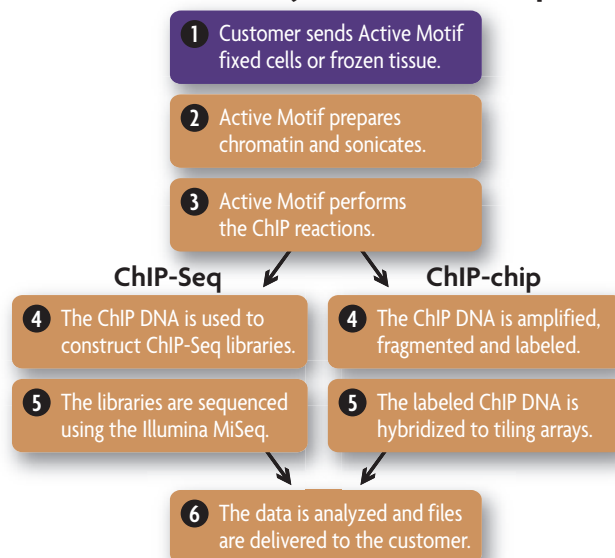 1 Customer sends Active Motif
fixed cells or frozen tissue.
2 Active Motif prepares
chromatin and sonicates.
3 Active Motif performs
the ChIP reactions.
ChIP-Seq
4 The ChIP DNA is used to
construct ChIP-Seq libraries.
5 The libraries are sequenced
using the Illumina MiSeq.
ChIP-chip
4 The ChIP DNA is amplified,
fragmented and labeled.
5 The labeled ChIP DNA is
hybridized to tiling arrays.
6 The data is analyzed and files
are delivered to the customer.